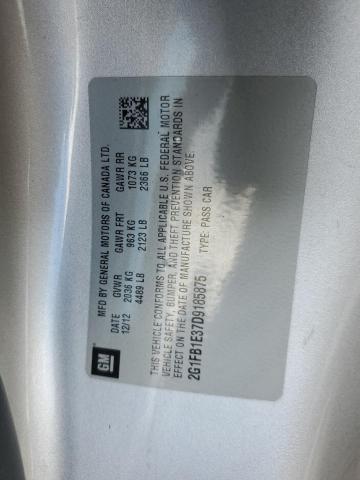 MFD BY GENERAL MOTORS OF CANADA LTD.
DATE GVWR GAWR FRT GAWR RR
12/12 2036 KG 963 KG 1073 KG
4489 LB 2123 LB 2366 LB
THIS VEHICLE CONFORMS TO ALL APPLICABLE U.S. FEDERAL MOTOR
VEHICLE SAFETY, BUMPER, AND THEFT PREVENTION STANDARDS IN
EFFECT ON THE DATE OF MANUFACTURE SHOWN ABOVE.
2G1FB1E37D9185975 TYPE: PASS CAR
GM